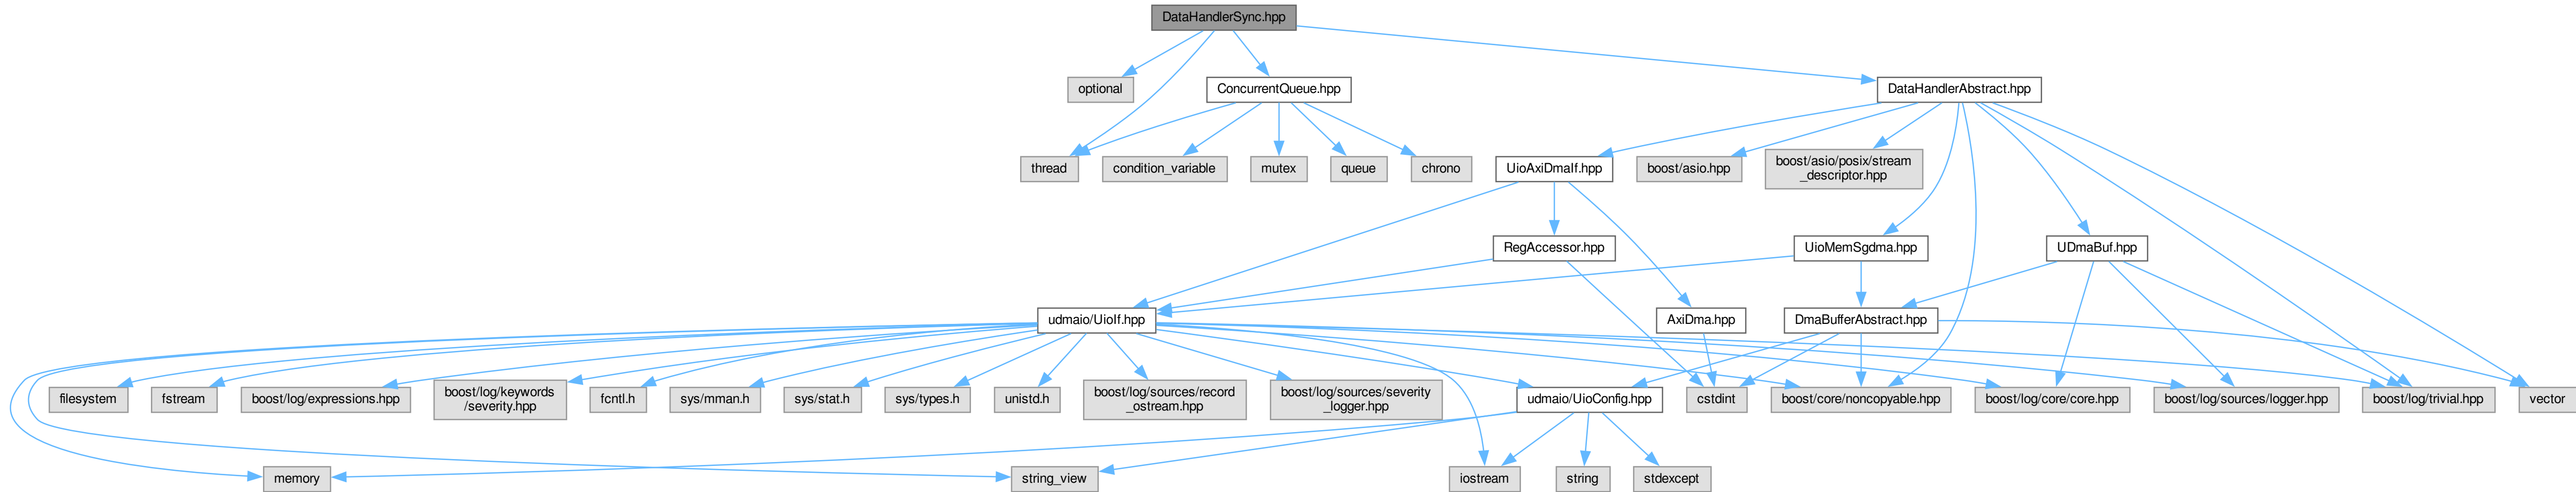 DataHandlerSync.hpp
optional
ConcurrentQueue.hpp
DataHandlerAbstract.hpp
thread
condition_variable
mutex
queue
chrono
UioAxiDmaIf.hpp
boost/asio.hpp
boost/asio/posix/stream
_descriptor.hpp
RegAccessor.hpp
UioMemSgdma.hpp
UDmaBuf.hpp
udmaio/UioIf.hpp
AxiDma.hpp
DmaBufferAbstract.hpp
filesystem
fstream
boost/log/expressions.hpp
boost/log/keywords
/severity.hpp
fcntl.h
sys/mman.h
sys/stat.h
sys/types.h
unistd.h
boost/log/sources/record
_ostream.hpp
boost/log/sources/severity
_logger.hpp
udmaio/UioConfig.hpp
cstdint
boost/core/noncopyable.hpp
boost/log/core/core.hpp
boost/log/sources/logger.hpp
boost/log/trivial.hpp
vector
memory
string_view
iostream
string
stdexcept